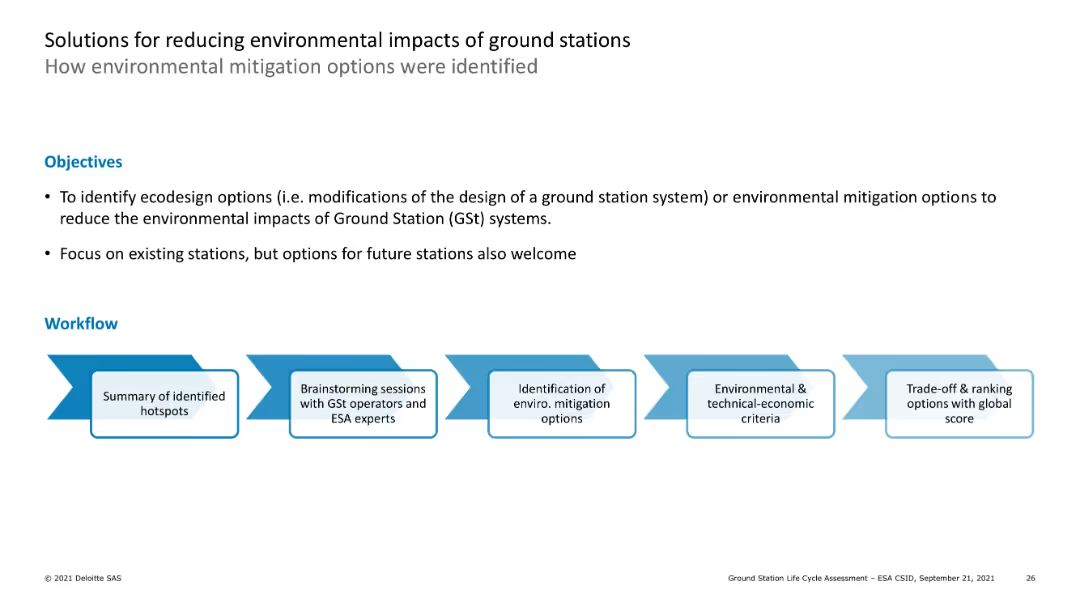 Solutions for reducing environmental impacts of ground stations
How environmental mitigation options were identified
Objectives
• To identify ecodesign options (i.e. modifications of the design of a ground station system) or environmental mitigation options to
reduce the environmental impacts of Ground Station (GSt) systems.
• Focus on existing stations, but options for future stations also welcome
Workflow
Summary of identified
hotspots
Brainstorming sessions
with GSt operators and
ESA experts
Identification of
enviro. mitigation
options
Environmental &
technical-economic
criteria
Trade-off & ranking
options with global
score
© 2021 Deloitte SAS
Ground Station Life Cycle Assessment – ESA CSID, September 21, 2021
26